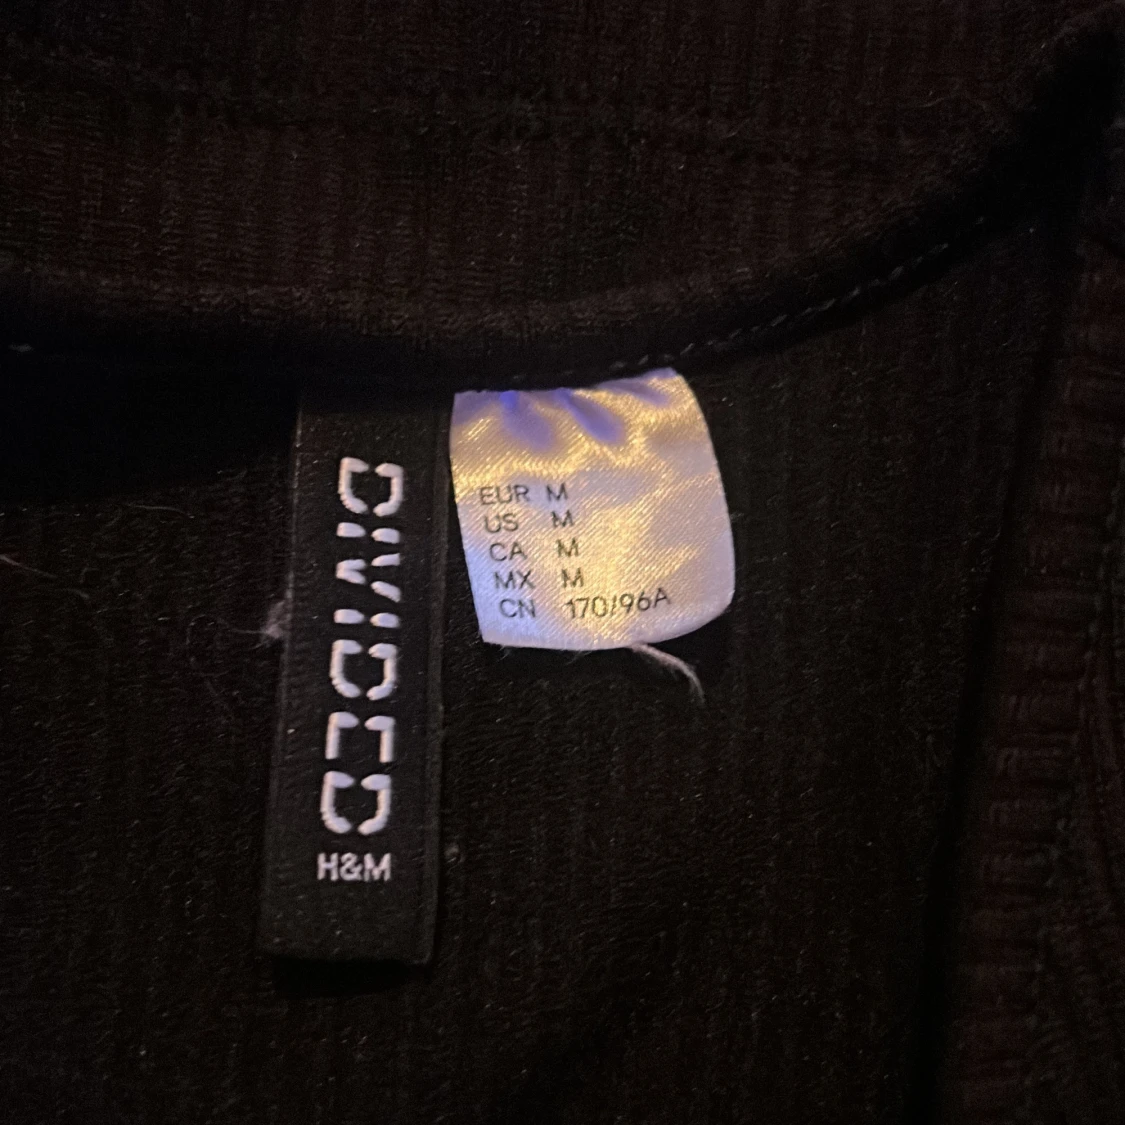 DIVIDED
H&M
EUR M
US M
CA M
MX M
CN 170/96A